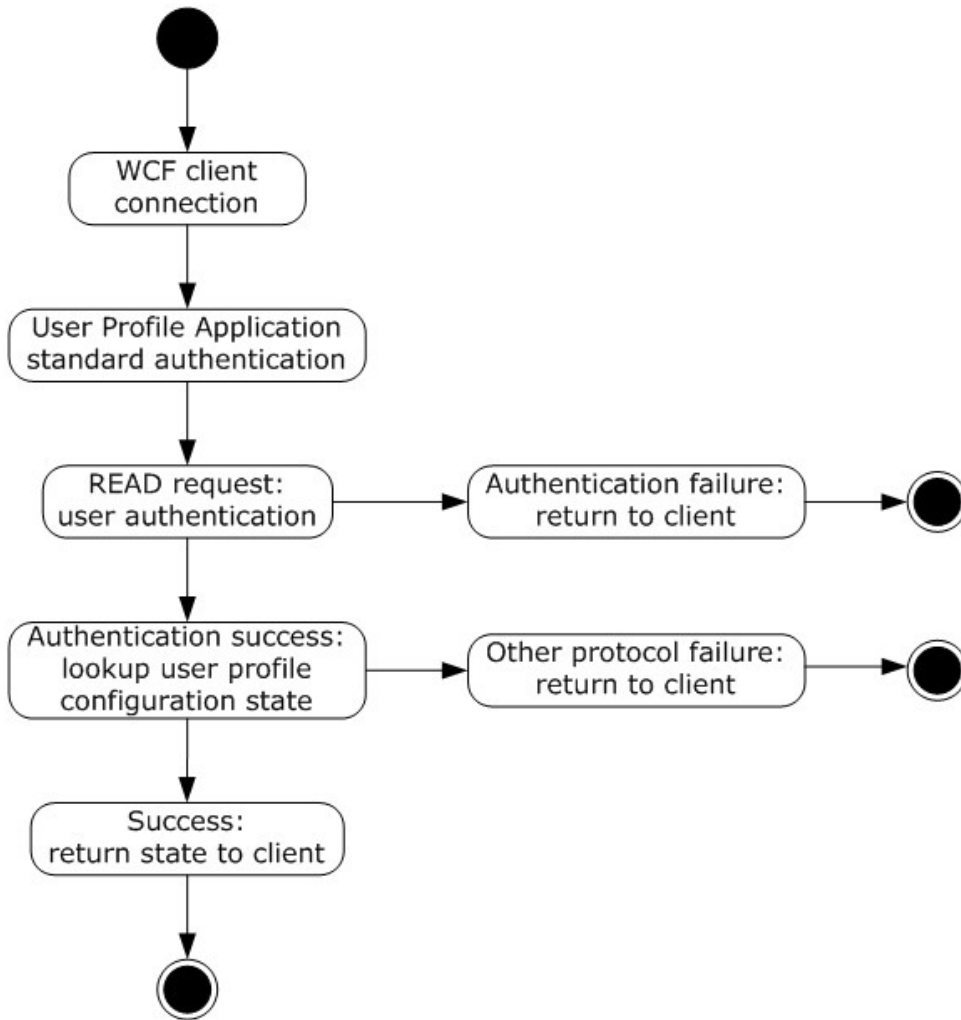 WCF client
connection
User Profile Application
standard authentication
READ request:
user authentication
Authentication failure:
return to client
Authentication success:
lookup user profile
configuration state
Other protocol failure:
return to client
Success:
return state to client